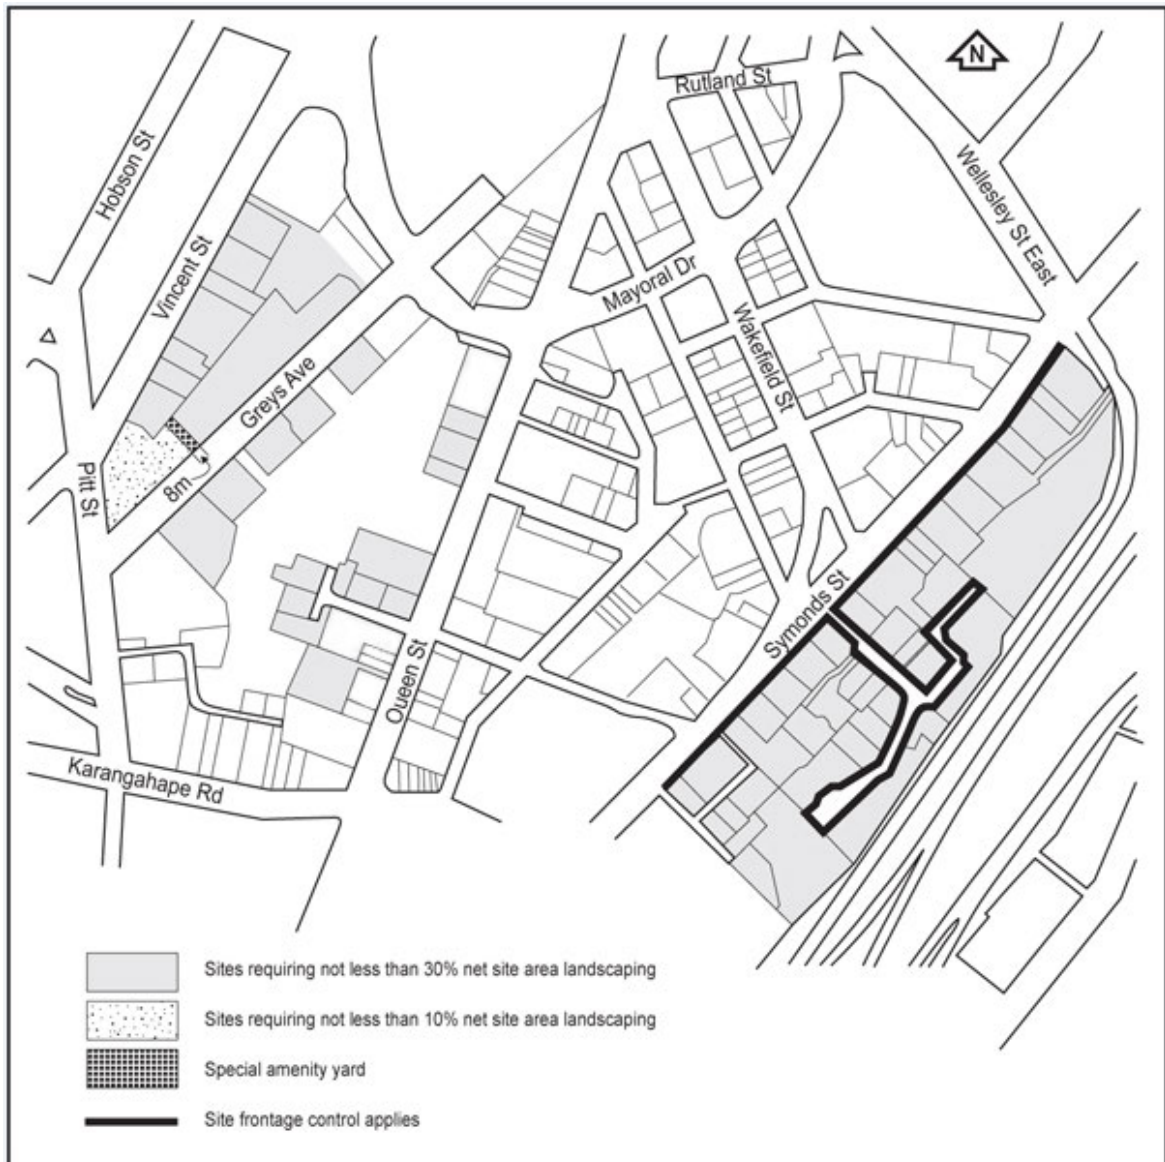 N
Rutland St
Hobson St
Wellesley St East
Vincent St
Mayoral Dr
Wakefield St
Greys Ave
8m
Pitt St
Symonds St
Queen St
Karangahape Rd
Sites requiring not less than 30% net site area landscaping
Sites requiring not less than 10% net site area landscaping
Special amenity yard
Site frontage control applies